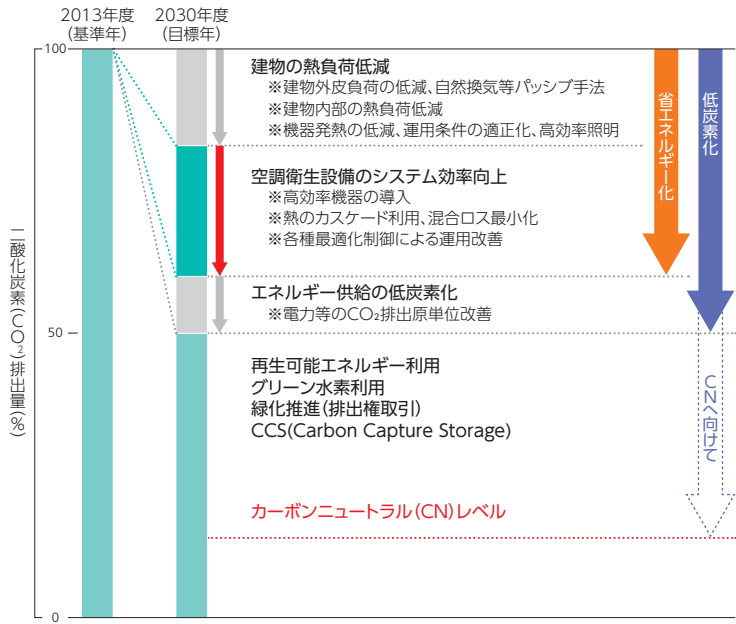 2013年度
(基準年)
2030年度
(目標年)
100
50
0
二酸化炭素(CO₂)排出量(%)
建物の熱負荷低減
※建物外皮負荷の低減、自然換気等パッシブ手法
※建物内部の熱負荷低減
※機器発熱の低減、運用条件の適正化、高効率照明
空調衛生設備のシステム効率向上
※高効率機器の導入
※熱のカスケード利用、混合ロス最小化
※各種最適化制御による運用改善
エネルギー供給の低炭素化
※電力等のCO₂排出原単位改善
再生可能エネルギー利用
グリーン水素利用
緑化推進(排出権取引)
CCS(Carbon Capture Storage)
カーボンニュートラル(CN)レベル
省エネルギー化
低炭素化
CNへ向けて